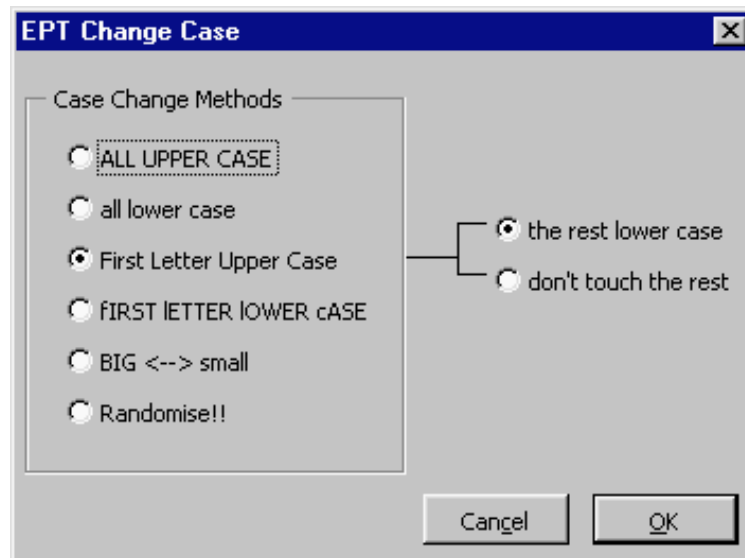 EPT Change Case
Case Change Methods
ALL UPPER CASE
all lower case
First Letter Upper Case
fIRST lETTER lOWER cASE
BIG <--> small
Randomise!!
the rest lower case
don't touch the rest
Cancel
OK